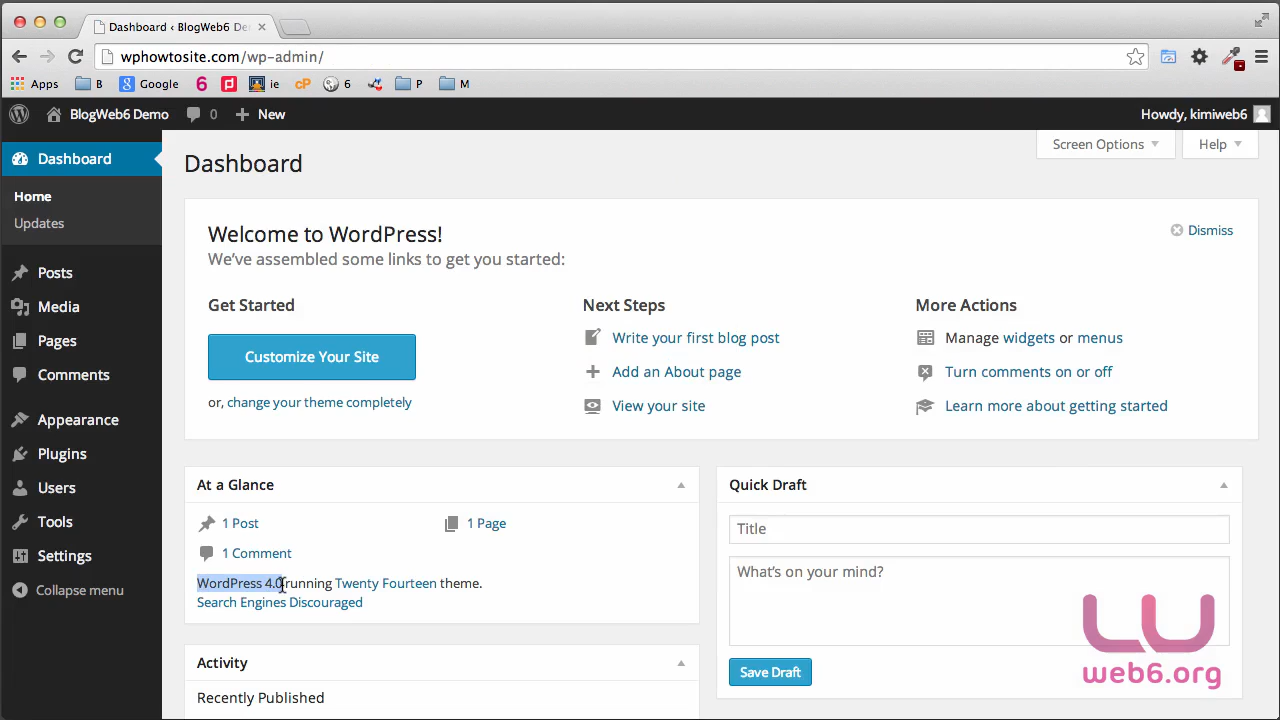 Dashboard ‹ BlogWeb6 De
wphowtosite.com/wp-admin/
Apps B Google 6 ie cP 6 P M
BlogWeb6 Demo 0 New Howdy, kimiweb6
Dashboard
Home
Updates
Posts
Media
Pages
Comments
Appearance
Plugins
Users
Tools
Settings
Collapse menu
Screen Options Help
Dashboard
Welcome to WordPress!
Dismiss
We've assembled some links to get you started:
Get Started
Customize Your Site
or, change your theme completely
Next Steps
Write your first blog post
Add an About page
View your site
More Actions
Manage widgets or menus
Turn comments on or off
Learn more about getting started
At a Glance
1 Post 1 Page
1 Comment
WordPress 4.0 running Twenty Fourteen theme.
Search Engines Discouraged
Activity
Recently Published
Quick Draft
Title
What's on your mind?
Save Draft
web6.org